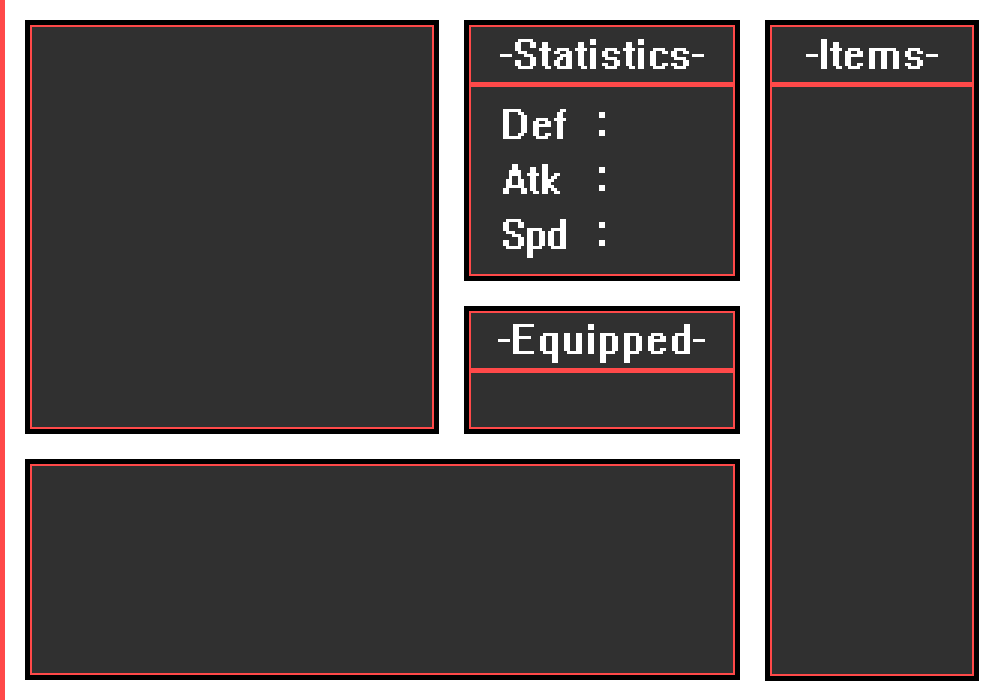 -Statistics-
Def :
Atk :
Spd :
-Equipped-
-Items-